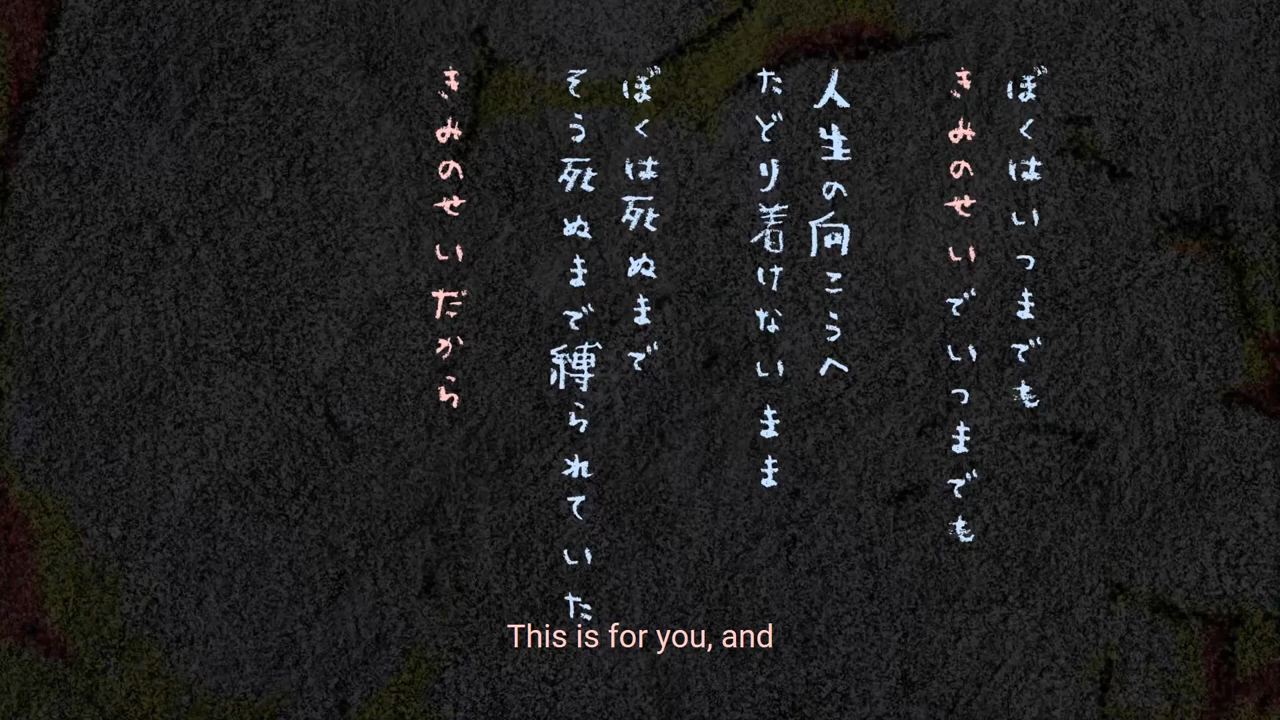 ぼくはいつまでも
きみのせいでいつまでも
人生の向こうへ
たどり着けないまま
ぼくは死ぬまで
そう死ぬまで縛られていた
きみのせいだから
This is for you, and